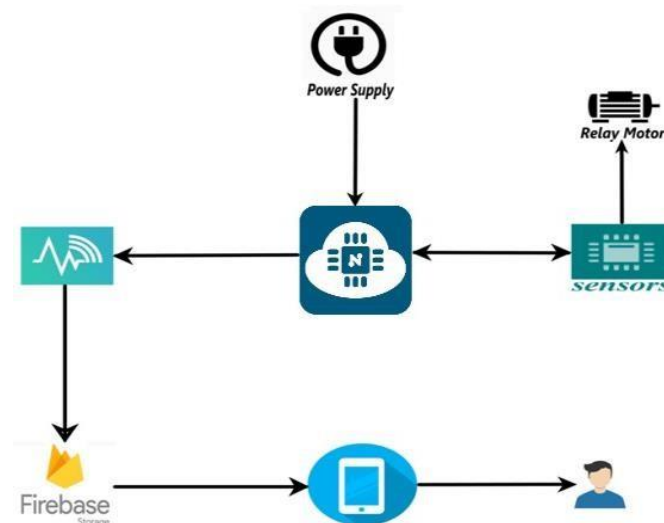 Power Supply
Relay Motor
N
sensors
Firebase
Storage